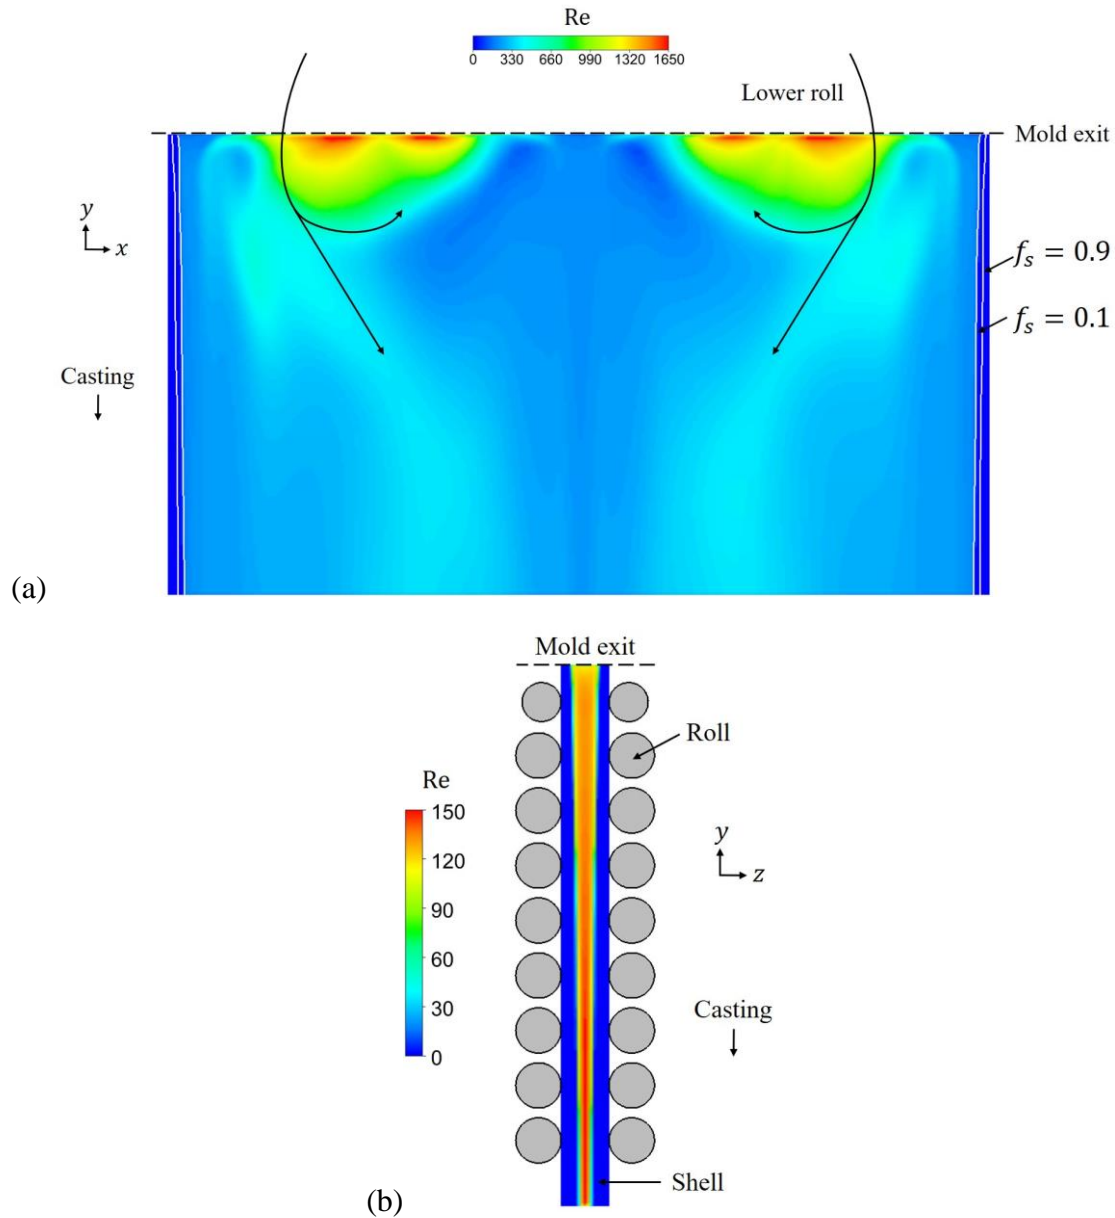 Re
0 330 660 990 1320 1650
Lower roll
Mold exit
y
x
f_s = 0.9
f_s = 0.1
Casting
(a)
Mold exit
Roll
Re
150
120
90
60
30
0
y
z
Casting
Shell
(b)